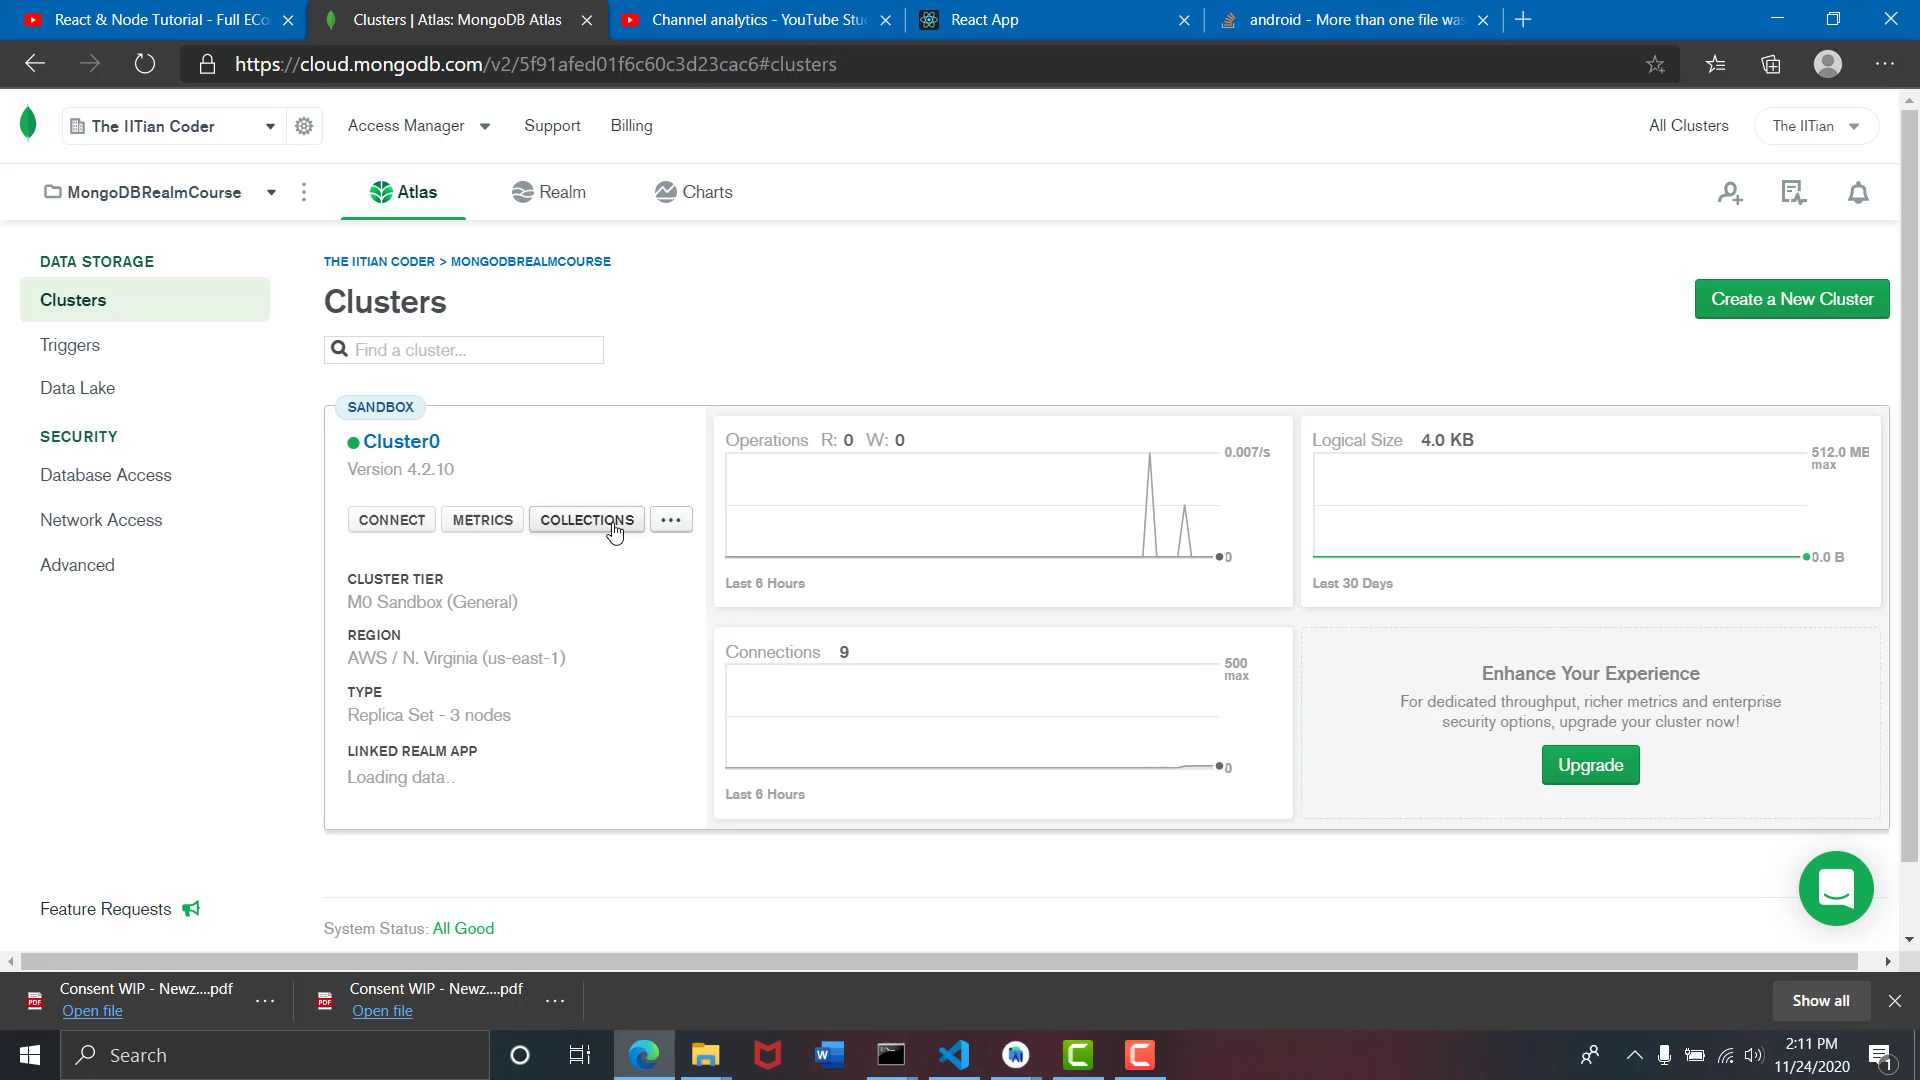 React & Node Tutorial - Full ECo
Clusters | Atlas: MongoDB Atlas
Channel analytics - YouTube Stu
React App
android - More than one file was
https://cloud.mongodb.com/v2/5f91afed01f6c60c3d23cac6#clusters
The IITian Coder
Access Manager
Support
Billing
All Clusters
The IITian
MongoDBRealmCourse
Atlas
Realm
Charts
DATA STORAGE
Clusters
Triggers
Data Lake
SECURITY
Database Access
Network Access
Advanced
Feature Requests
THE IITIAN CODER > MONGODBREALMCOURSE
Clusters
Create a New Cluster
Find a cluster...
SANDBOX
Cluster0
Version 4.2.10
CONNECT
METRICS
COLLECTIONS
CLUSTER TIER
M0 Sandbox (General)
REGION
AWS / N. Virginia (us-east-1)
TYPE
Replica Set - 3 nodes
LINKED REALM APP
Loading data..
Operations R: 0 W: 0
0.007/s
0
Last 6 Hours
Logical Size 4.0 KB
512.0 MB
max
0.0 B
Last 30 Days
Connections 9
500
max
0
Last 6 Hours
Enhance Your Experience
For dedicated throughput, richer metrics and enterprise
security options, upgrade your cluster now!
Upgrade
System Status: All Good
Consent WIP - Newz....pdf
Open file
Consent WIP - Newz....pdf
Open file
Show all
Search
2:11 PM
11/24/2020
1